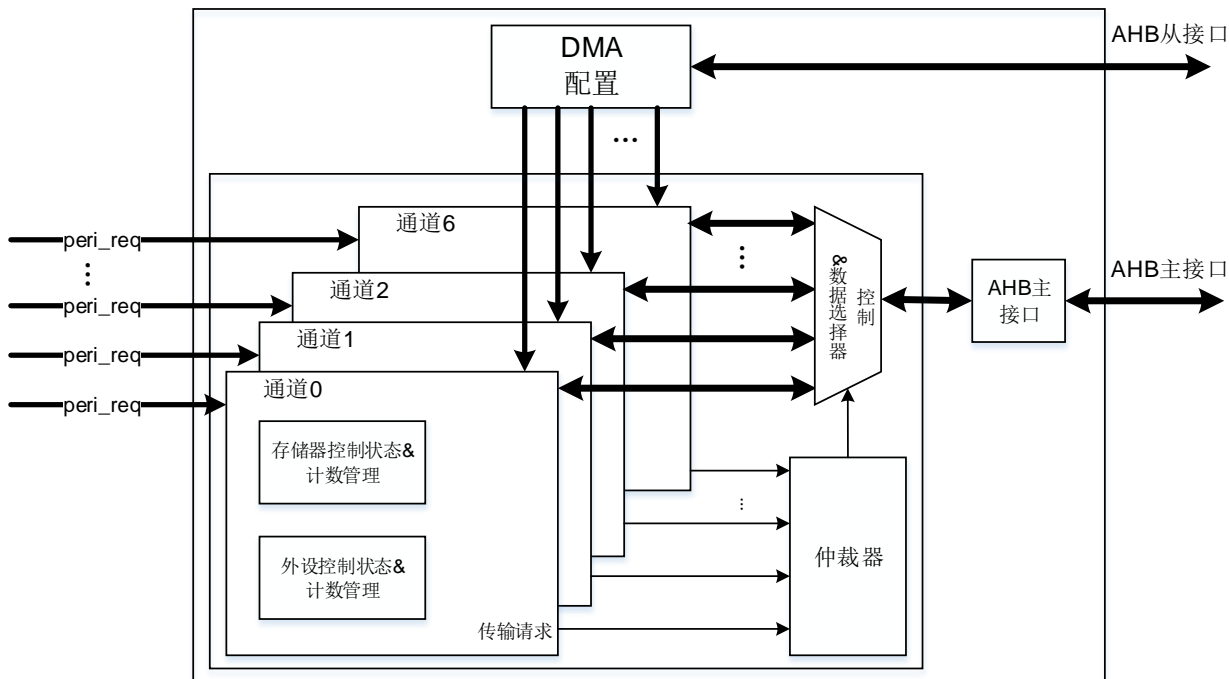 DMA
配置
AHB从接口
...
通道6
peri_req
...
...
通道2
peri_req
通道1
peri_req
通道0
peri_req
控制
&数据选择器
AHB主
接口
AHB主接口
存储器控制状态&
计数管理
...
外设控制状态&
计数管理
仲裁器
传输请求